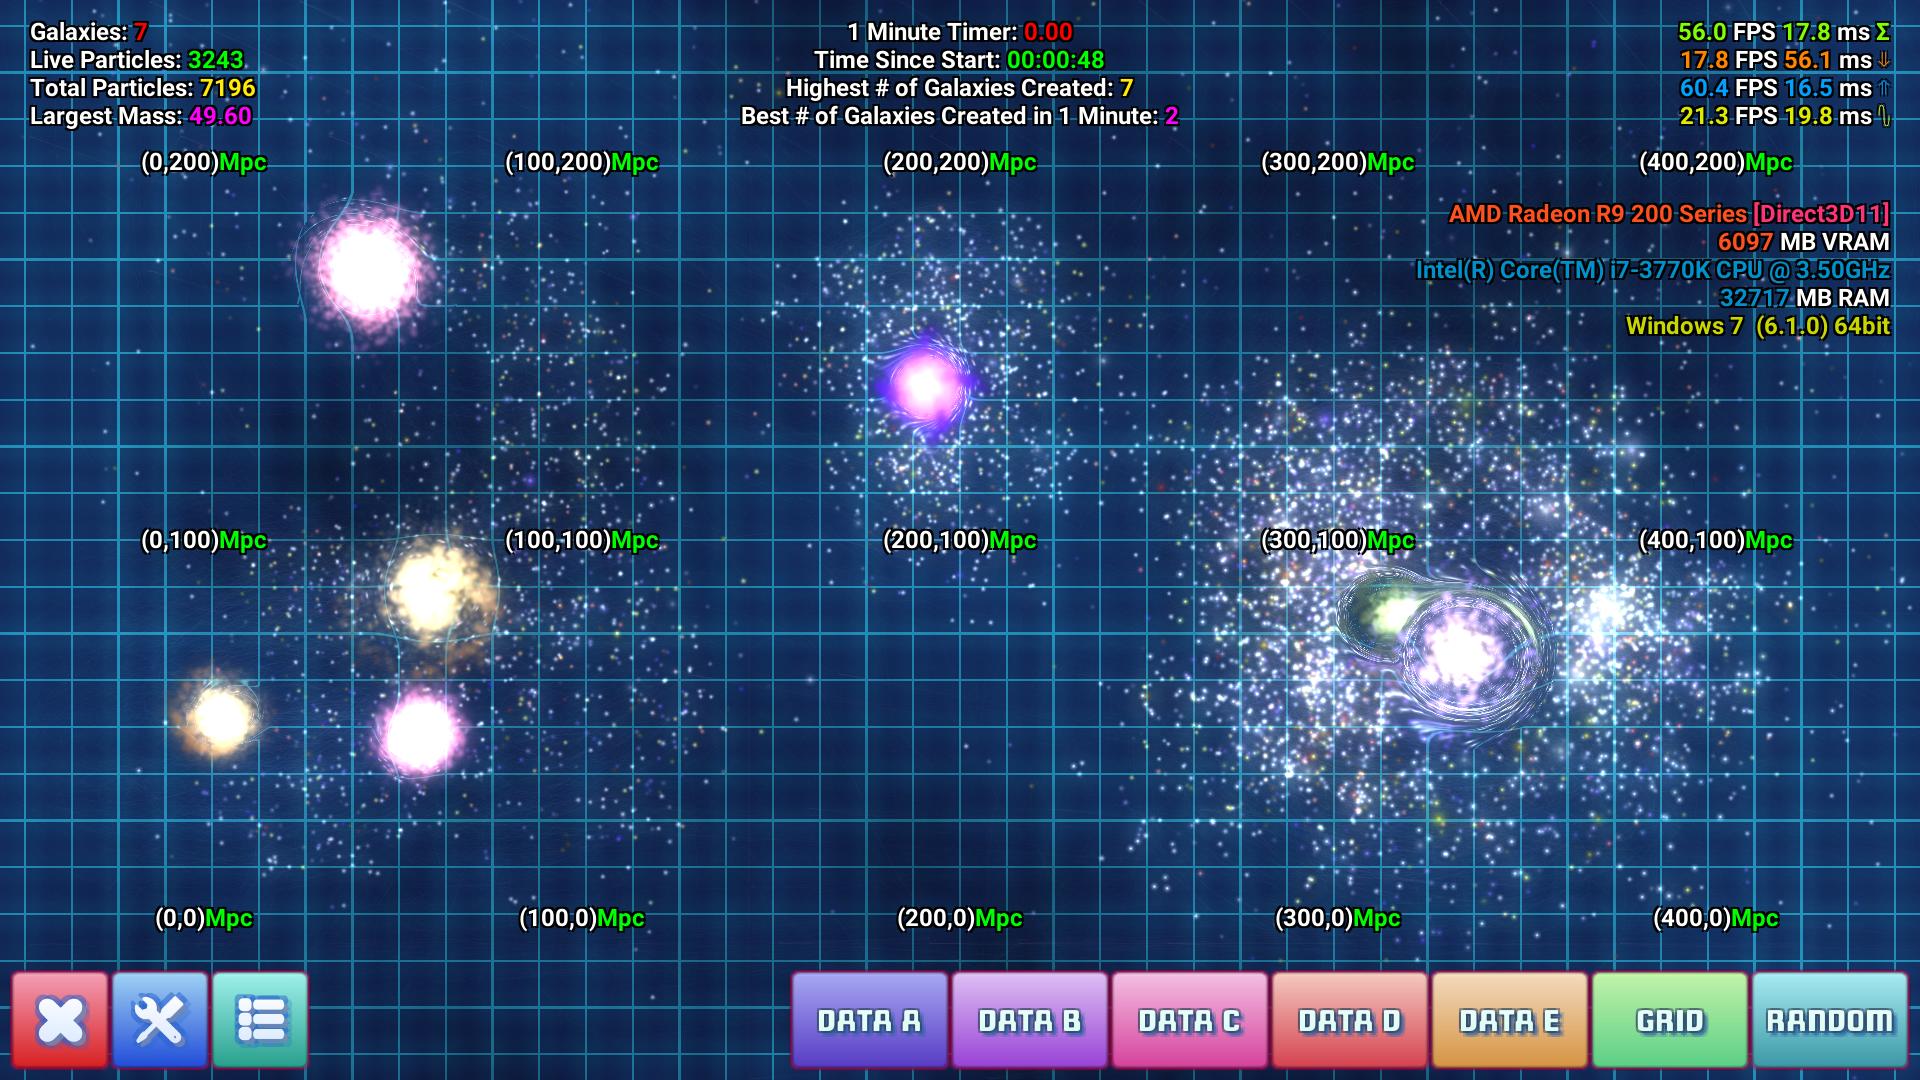 Galaxies: 7
Live Particles: 3243
Total Particles: 7196
Largest Mass: 49.60
1 Minute Timer: 0.00
Time Since Start: 00:00:48
Highest # of Galaxies Created: 7
Best # of Galaxies Created in 1 Minute: 2
56.0 FPS 17.8 ms Σ
17.8 FPS 56.1 ms ⇓
60.4 FPS 16.5 ms ⇑
21.3 FPS 19.8 ms
(0,200)Mpc
(100,200)Mpc
(200,200)Mpc
(300,200)Mpc
(400,200)Mpc
AMD Radeon R9 200 Series [Direct3D11]
6097 MB VRAM
Intel(R) Core(TM) i7-3770K CPU @ 3.50GHz
32717 MB RAM
Windows 7 (6.1.0) 64bit
(0,100)Mpc
(100,100)Mpc
(200,100)Mpc
(300,100)Mpc
(400,100)Mpc
(0,0)Mpc
(100,0)Mpc
(200,0)Mpc
(300,0)Mpc
(400,0)Mpc
DATA A
DATA B
DATA C
DATA D
DATA E
GRID
RANDOM